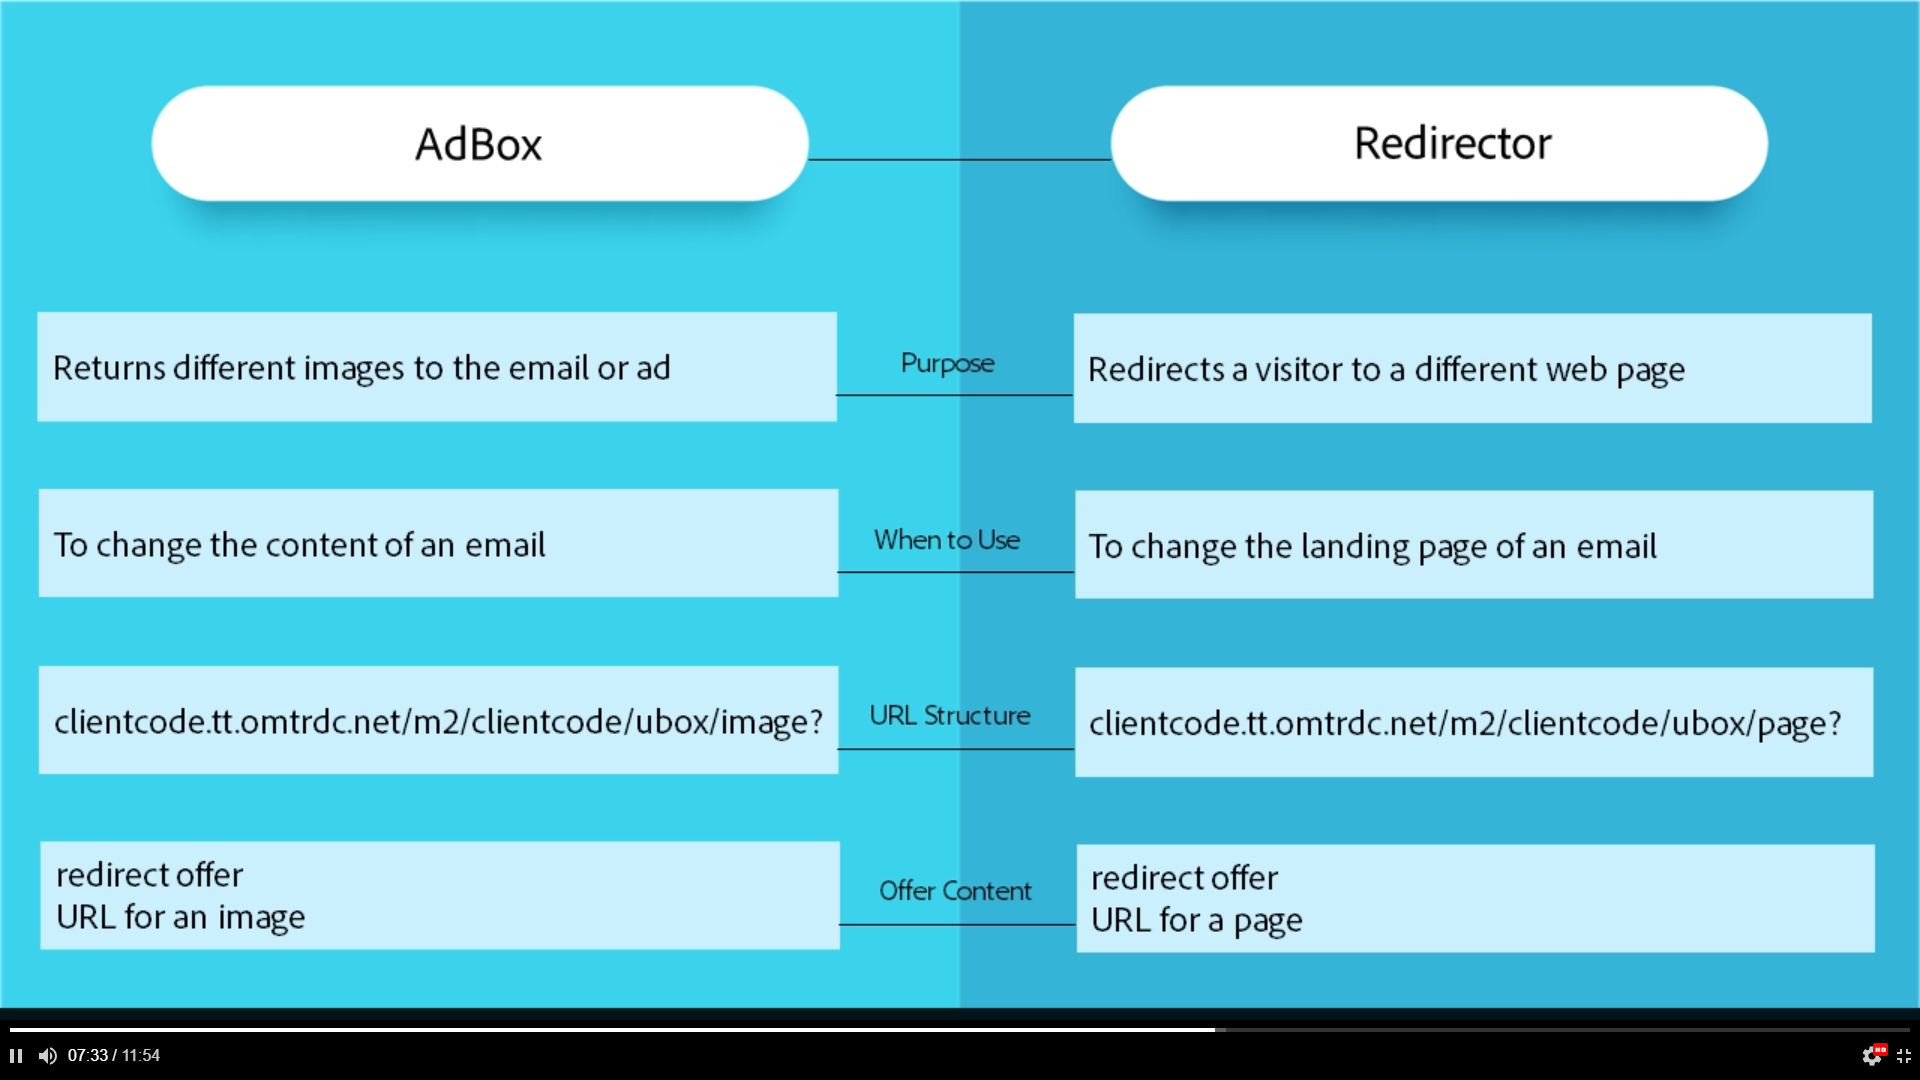 AdBox
Redirector
Returns different images to the email or ad
Purpose
Redirects a visitor to a different web page
To change the content of an email
When to Use
To change the landing page of an email
clientcode.tt.omtrdc.net/m2/clientcode/ubox/image?
URL Structure
clientcode.tt.omtrdc.net/m2/clientcode/ubox/page?
redirect offer
URL for an image
Offer Content
redirect offer
URL for a page
07:33 / 11:54
HD